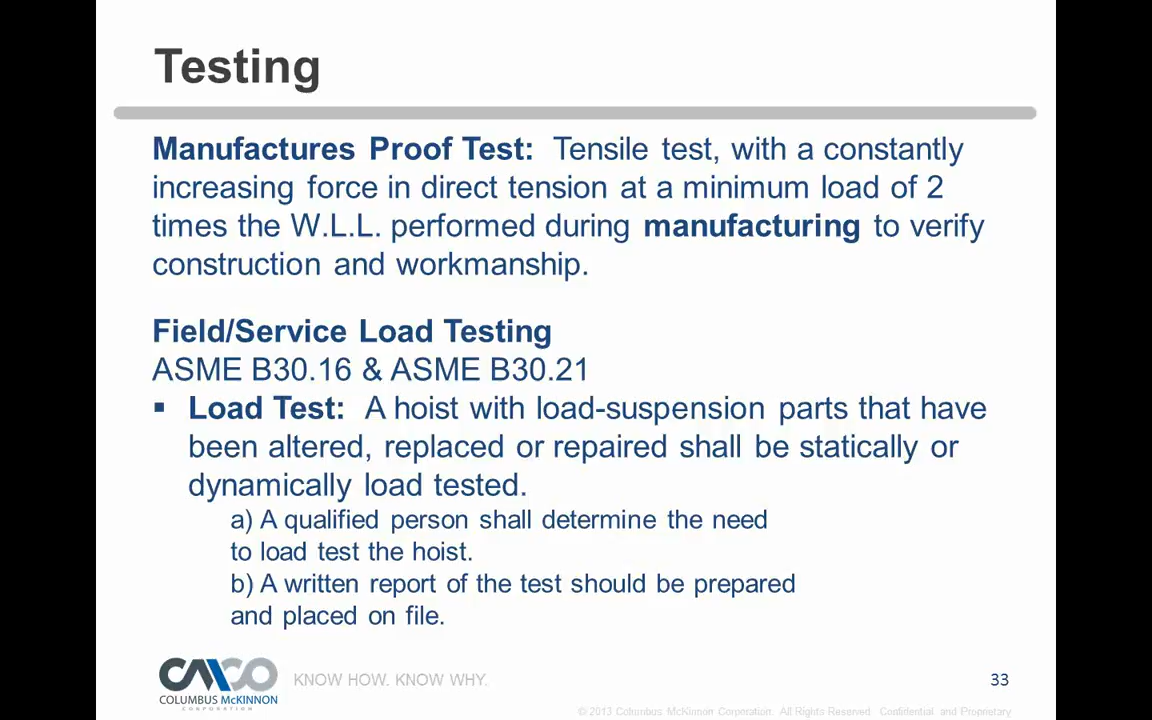 Testing
Manufactures Proof Test: Tensile test, with a constantly
increasing force in direct tension at a minimum load of 2
times the W.L.L. performed during manufacturing to verify
construction and workmanship.
Field/Service Load Testing
ASME B30.16 & ASME B30.21
▪ Load Test: A hoist with load-suspension parts that have
been altered, replaced or repaired shall be statically or
dynamically load tested.
a) A qualified person shall determine the need
to load test the hoist.
b) A written report of the test should be prepared
and placed on file.
CMCO
COLUMBUS McKINNON
CORPORATION
KNOW HOW. KNOW WHY.
33
© 2013 Columbus McKinnon Corporation. All Rights Reserved. Confidential and Proprietary